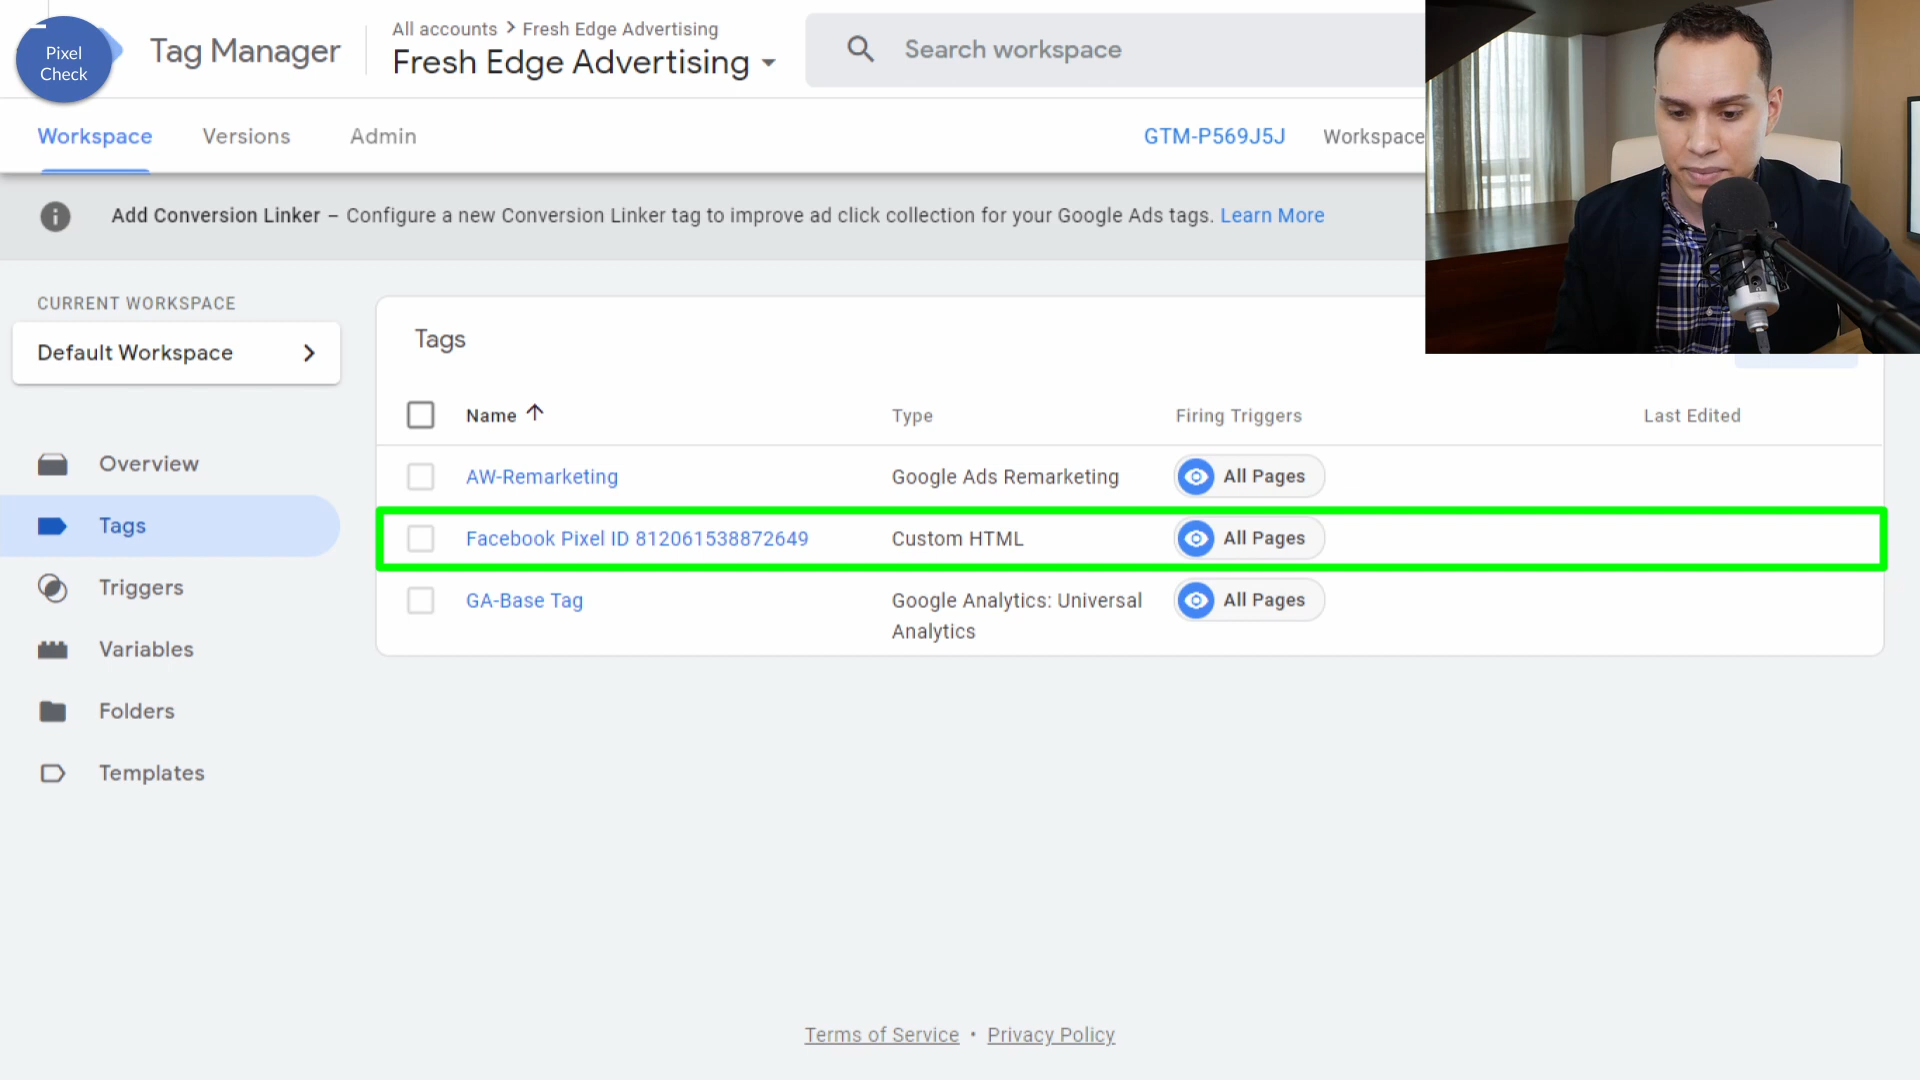 Pixel
Check
Tag Manager
All accounts > Fresh Edge Advertising
Fresh Edge Advertising
Search workspace
Workspace
Versions
Admin
GTM-P569J5J
Workspace
Add Conversion Linker – Configure a new Conversion Linker tag to improve ad click collection for your Google Ads tags. Learn More
CURRENT WORKSPACE
Default Workspace
Overview
Tags
Triggers
Variables
Folders
Templates
Tags
Name Type Firing Triggers Last Edited
AW-Remarketing Google Ads Remarketing All Pages
Facebook Pixel ID 812061538872649 Custom HTML All Pages
GA-Base Tag Google Analytics: Universal All Pages
Analytics
Terms of Service • Privacy Policy